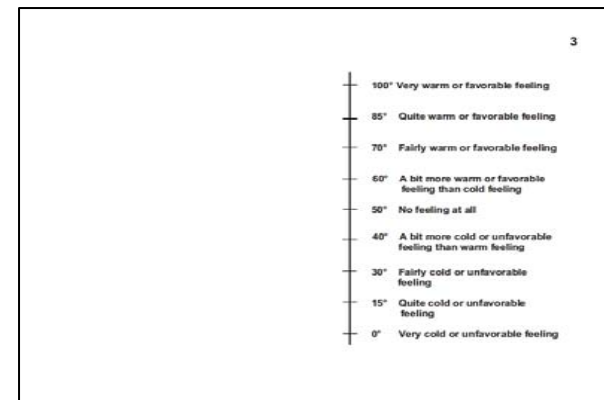 3
100° Very warm or favorable feeling
85° Quite warm or favorable feeling
70° Fairly warm or favorable feeling
60° A bit more warm or favorable
feeling than cold feeling
50° No feeling at all
40° A bit more cold or unfavorable
feeling than warm feeling
30° Fairly cold or unfavorable
feeling
15° Quite cold or unfavorable
feeling
0° Very cold or unfavorable feeling